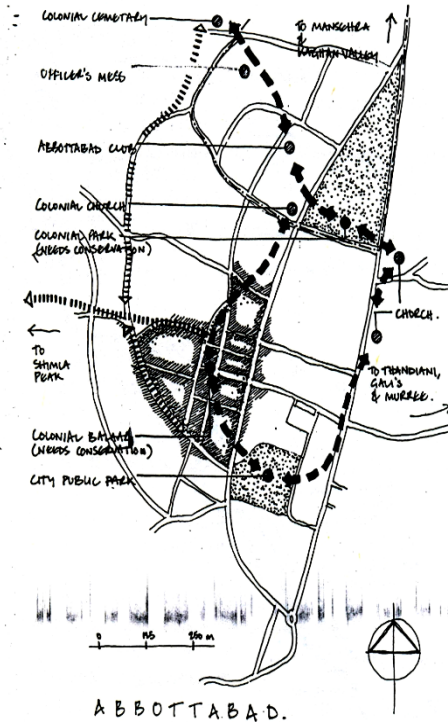 COLONIAL CEMETARY
TO MANSEHRA
&
KAGHAN VALLEY
OFFICER'S MESS
ABBOTTABAD CLUB
COLONIAL CHURCH
COLONIAL PARK
(NEEDS CONSERVATION)
CHURCH.
TO
SHIMLA
PEAK
TO THANDIANI,
GALI'S
& MURREE.
COLONIAL BAZAAR
(NEEDS CONSERVATION)
CITY PUBLIC PARK
0 125 250 m
ABBOTTABAD.